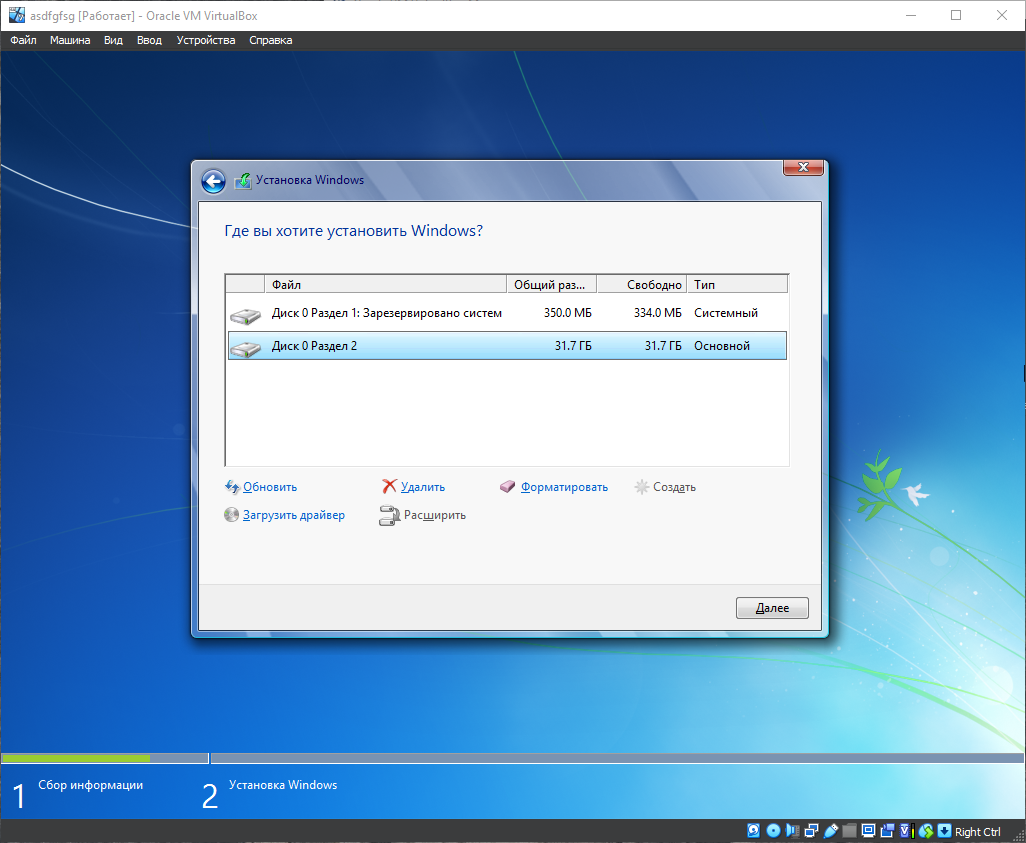 asdfgfsg [Работает] - Oracle VM VirtualBox
Файл Машина Вид Ввод Устройства Справка
Установка Windows
Где вы хотите установить Windows?
Файл Общий раз... Свободно Тип
Диск 0 Раздел 1: Зарезервировано систем 350.0 МБ 334.0 МБ Системный
Диск 0 Раздел 2 31.7 ГБ 31.7 ГБ Основной
Обновить Удалить Форматировать Создать
Загрузить драйвер Расширить
Далее
1 Сбор информации 2 Установка Windows
Right Ctrl